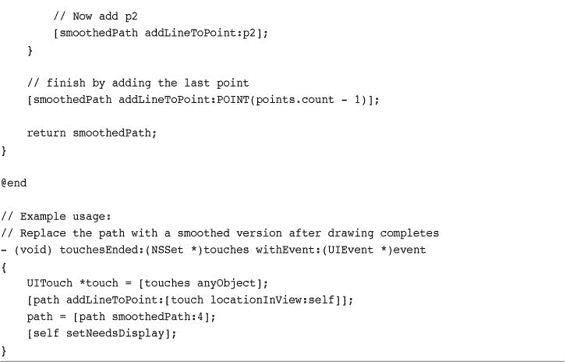 // Now add p2
[smoothedPath addLineToPoint:p2];
}
// finish by adding the last point
[smoothedPath addLineToPoint:POINT(points.count - 1)];
return smoothedPath;
}
@end
// Example usage:
// Replace the path with a smoothed version after drawing completes
- (void) touchesEnded:(NSSet *)touches withEvent:(UIEvent *)event
{
UITouch *touch = [touches anyObject];
[path addLineToPoint:[touch locationInView:self]];
path = [path smoothedPath:4];
[self setNeedsDisplay];
}